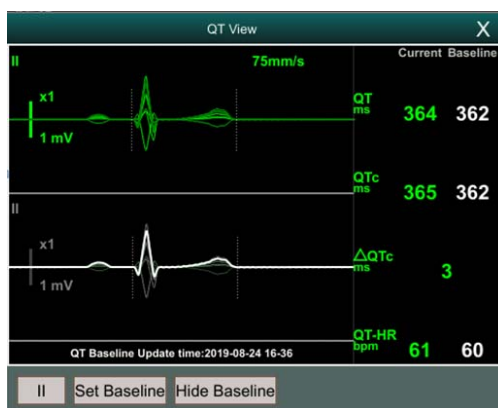 QT View X
Current Baseline
II 75mm/s
x1
1 mV
QT
ms 364 362
QTc
ms 365 362
II
x1
1 mV
△QTc
ms 3
QT-HR
bpm 61 60
QT Baseline Update time:2019-08-24 16-36
II Set Baseline Hide Baseline